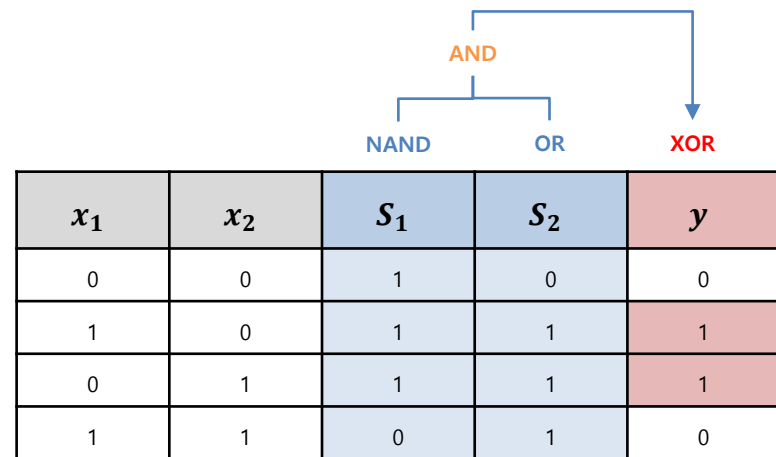 AND
NAND OR XOR
x₁ x₂ S₁ S₂ y
0 0 1 0 0
1 0 1 1 1
0 1 1 1 1
1 1 0 1 0